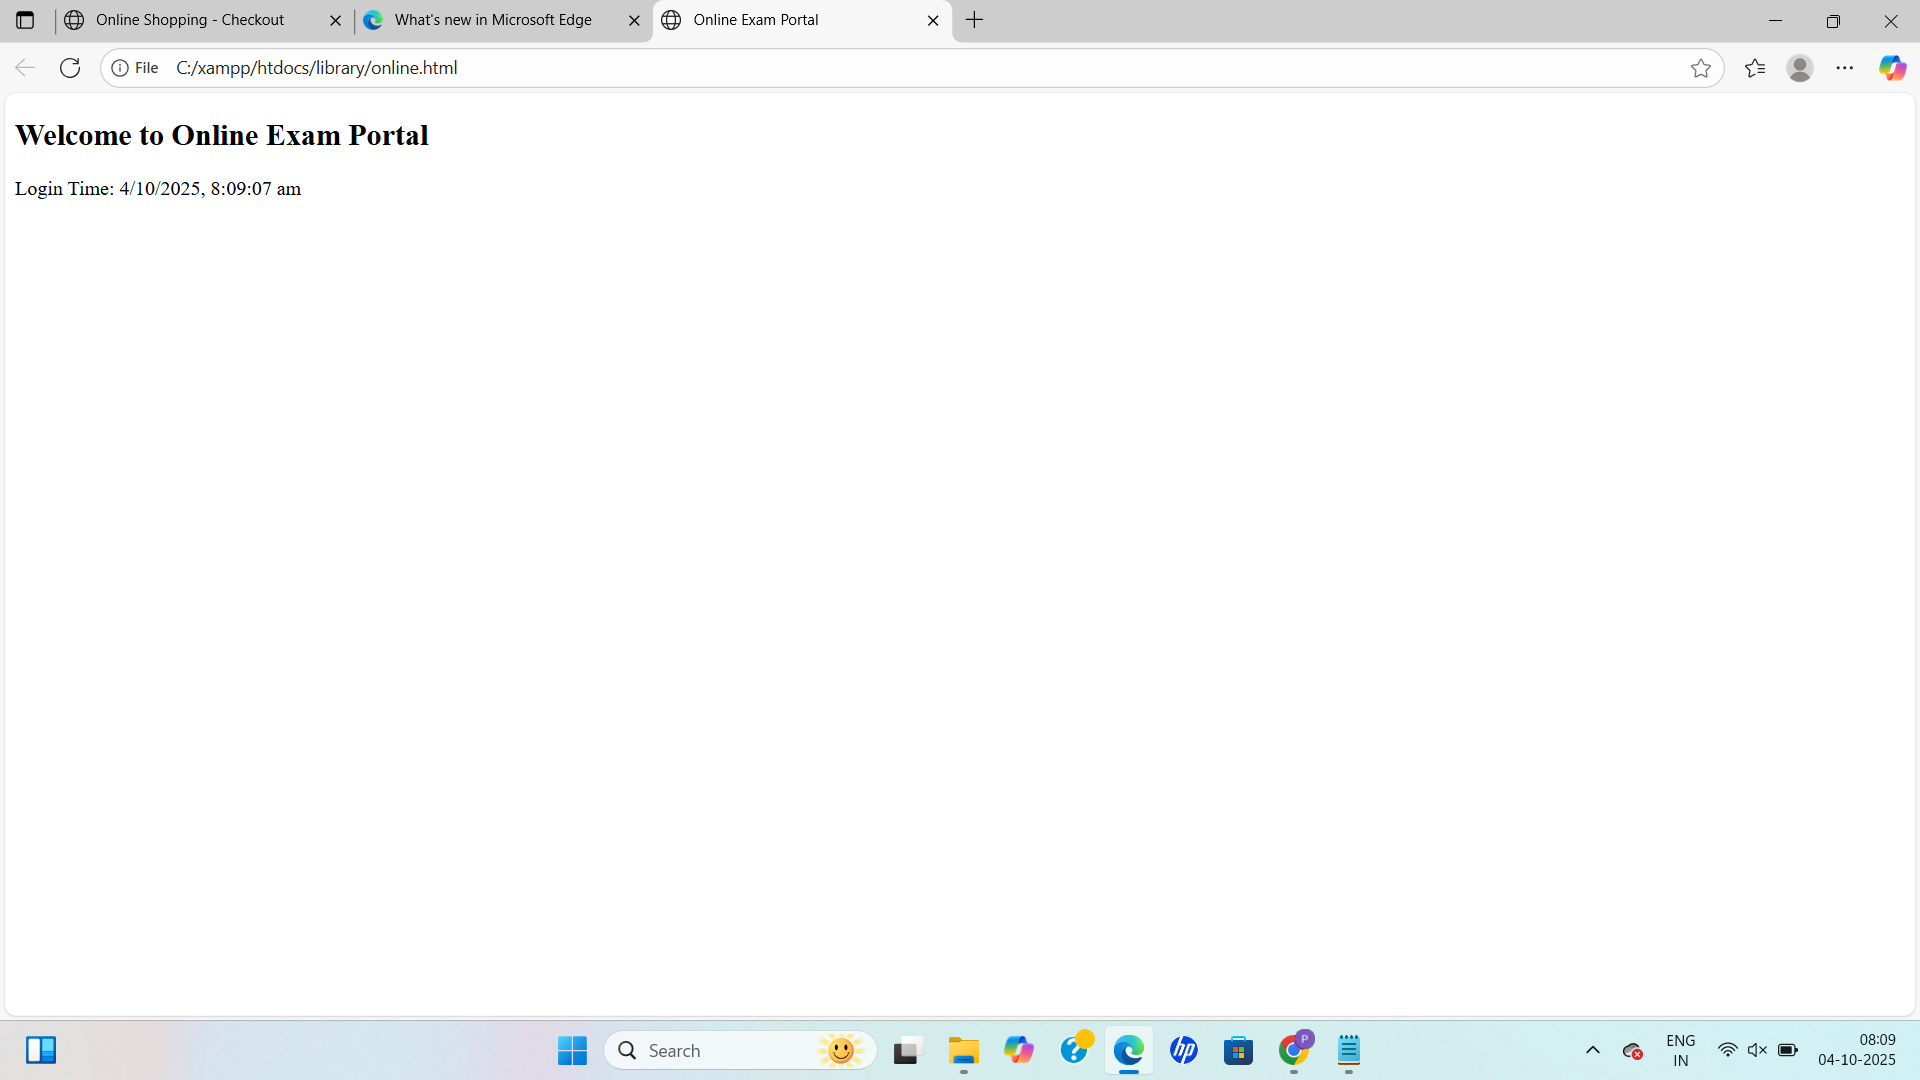 Online Shopping - Checkout
What's new in Microsoft Edge
Online Exam Portal
File C:/xampp/htdocs/library/online.html
Welcome to Online Exam Portal
Login Time: 4/10/2025, 8:09:07 am
Search
hp
P
ENG
IN
08:09
04-10-2025